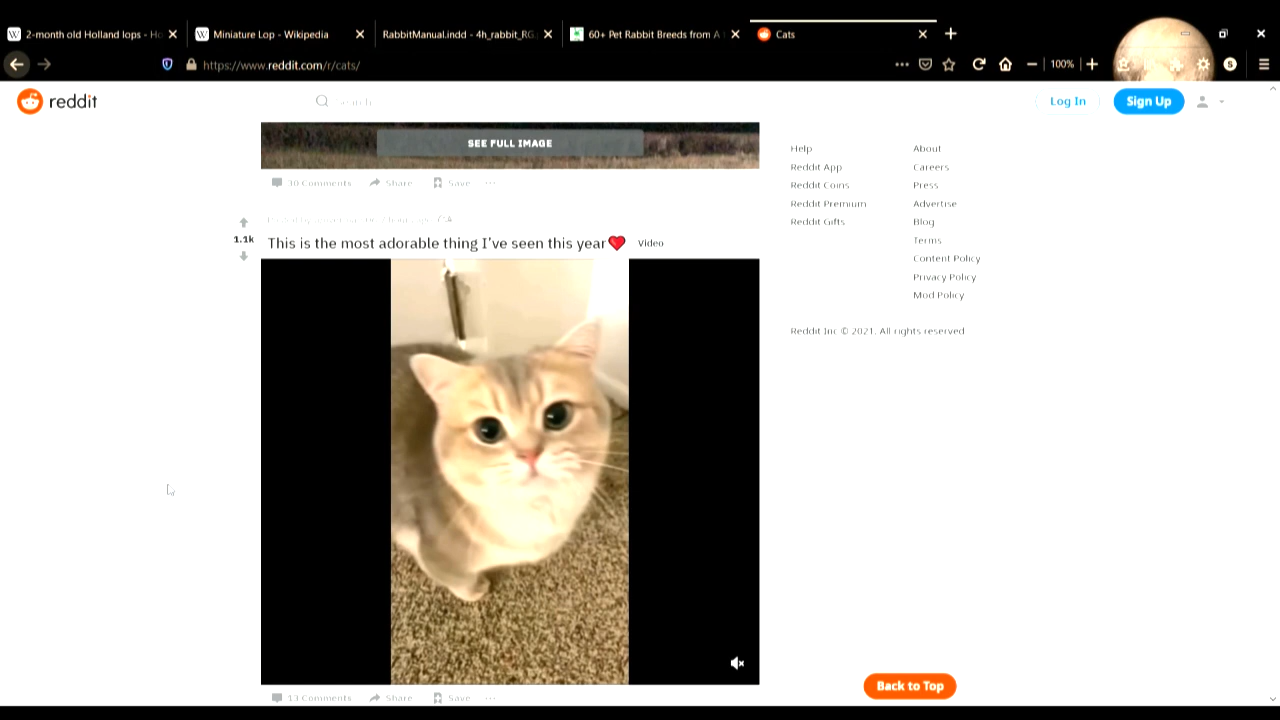 2-month old Holland lops - Ho
Miniature Lop - Wikipedia
RabbitManual.indd - 4h_rabbit_RG.
60+ Pet Rabbit Breeds from A
Cats
https://www.reddit.com/r/cats/
100%
S
reddit
Search
Log In
Sign Up
SEE FULL IMAGE
30 Comments
Share
Save
1.1k
This is the most adorable thing I've seen this year❤️
Video
13 Comments
Share
Save
Help
Reddit App
Reddit Coins
Reddit Premium
Reddit Gifts
About
Careers
Press
Advertise
Blog
Terms
Content Policy
Privacy Policy
Mod Policy
Reddit Inc © 2021. All rights reserved
Back to Top